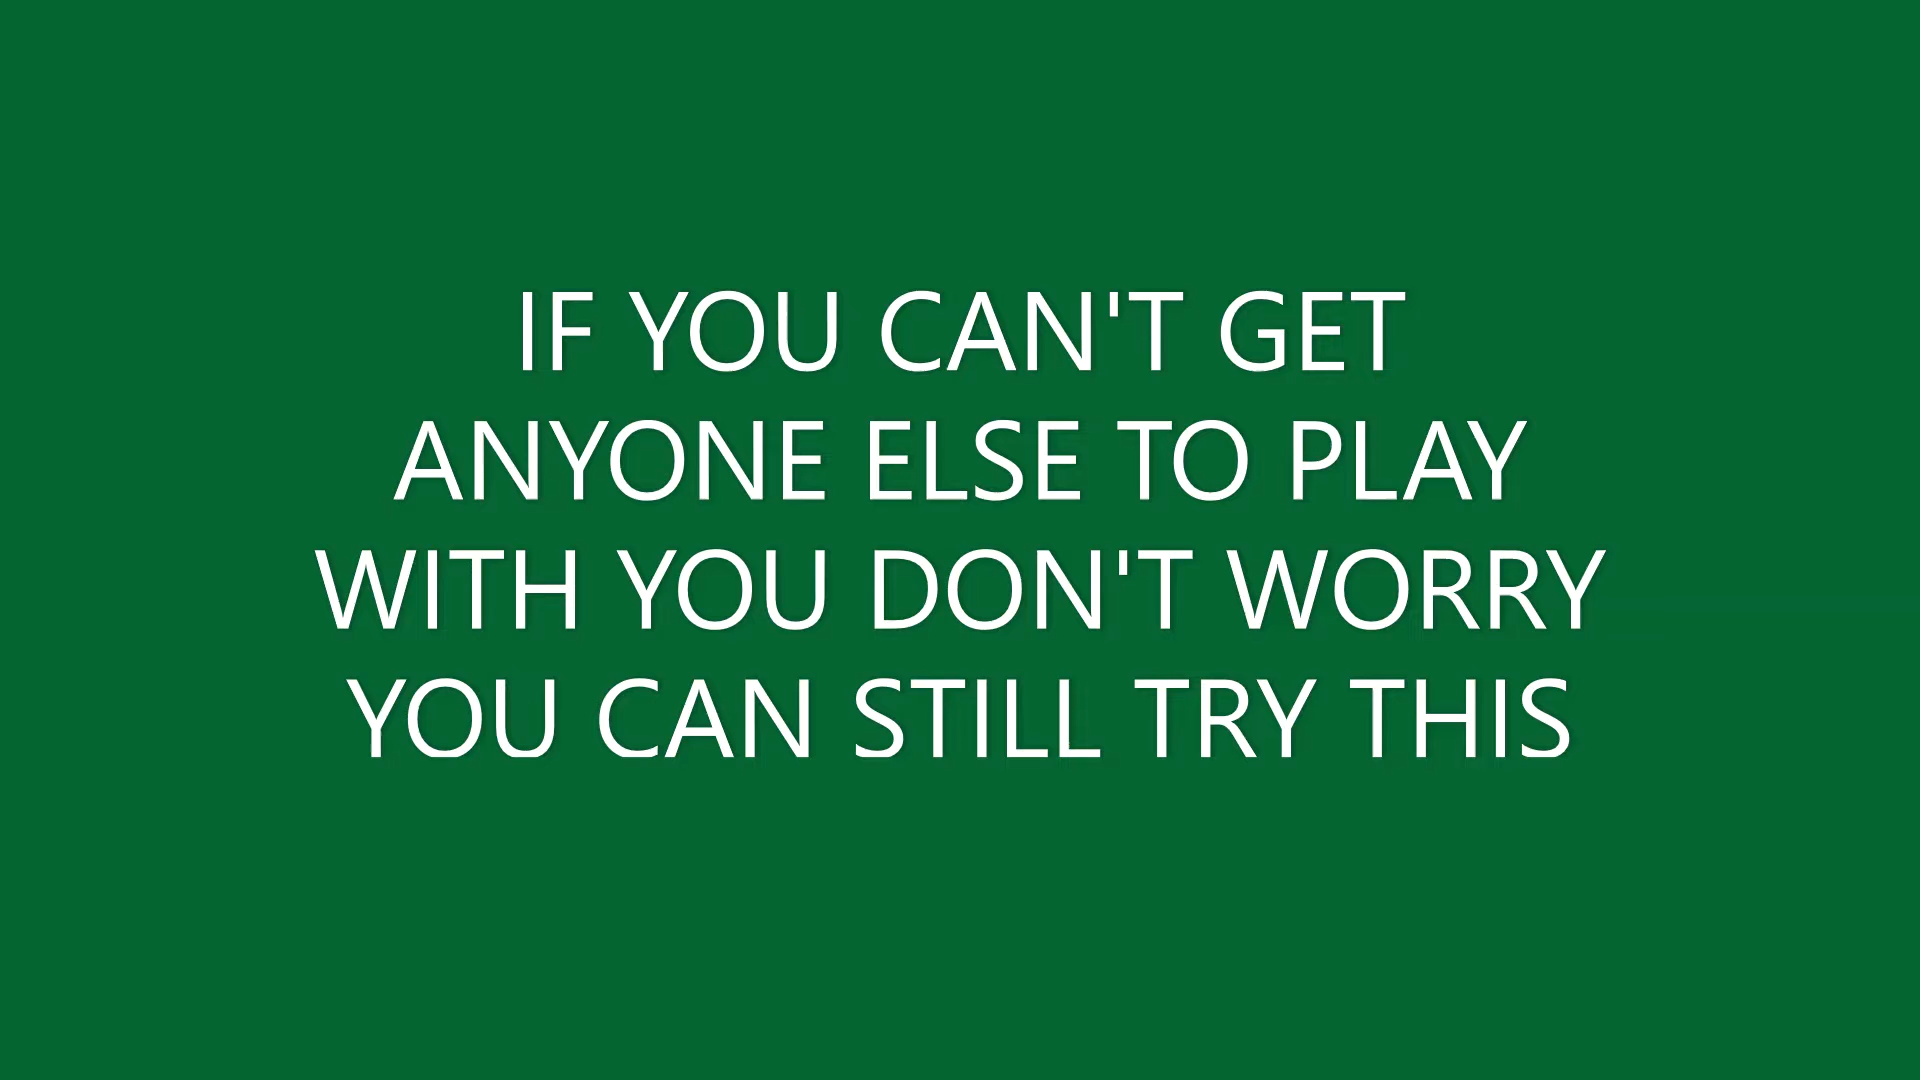 IF YOU CAN'T GET
ANYONE ELSE TO PLAY
WITH YOU DON'T WORRY
YOU CAN STILL TRY THIS